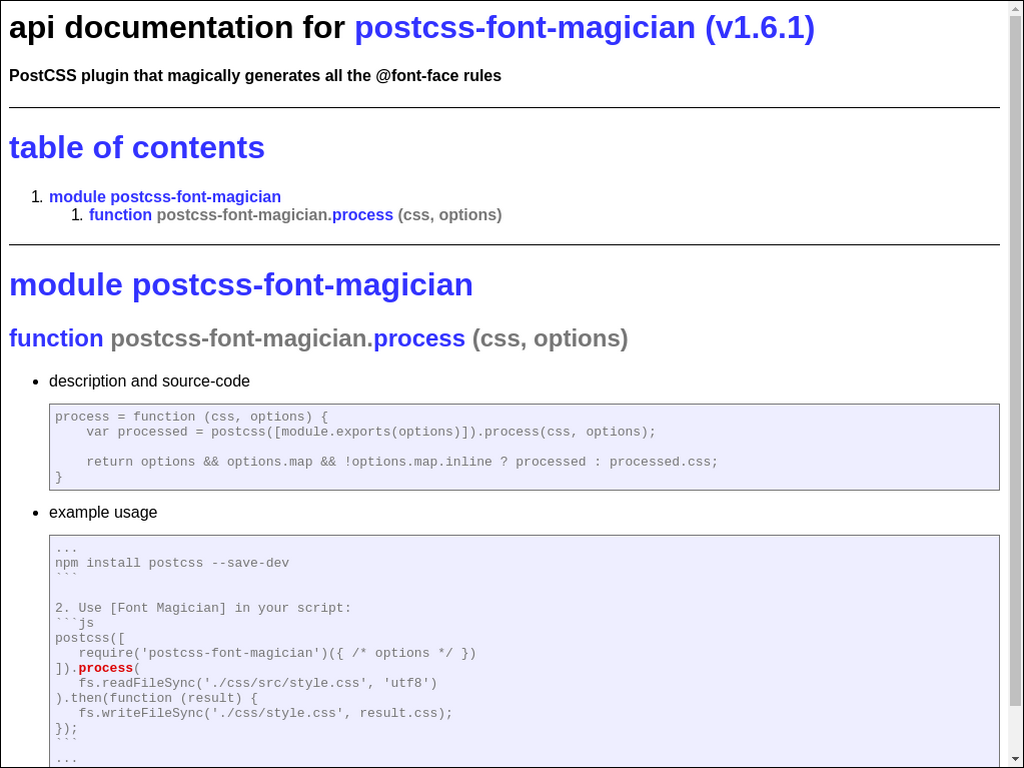 api documentation for postcss-font-magician (v1.6.1)
PostCSS plugin that magically generates all the @font-face rules
table of contents
1. module postcss-font-magician
1. function postcss-font-magician.process (css, options)
module postcss-font-magician
function postcss-font-magician.process (css, options)
• description and source-code
process = function (css, options) {
    var processed = postcss([module.exports(options)]).process(css, options);
    return options && options.map && !options.map.inline ? processed : processed.css;
}
• example usage
...
npm install postcss --save-dev
```
2. Use [Font Magician] in your script:
```js
postcss([
   require('postcss-font-magician')({ /* options */ })
]).process(
   fs.readFileSync('./css/src/style.css', 'utf8')
).then(function (result) {
   fs.writeFileSync('./css/style.css', result.css);
});
```
...